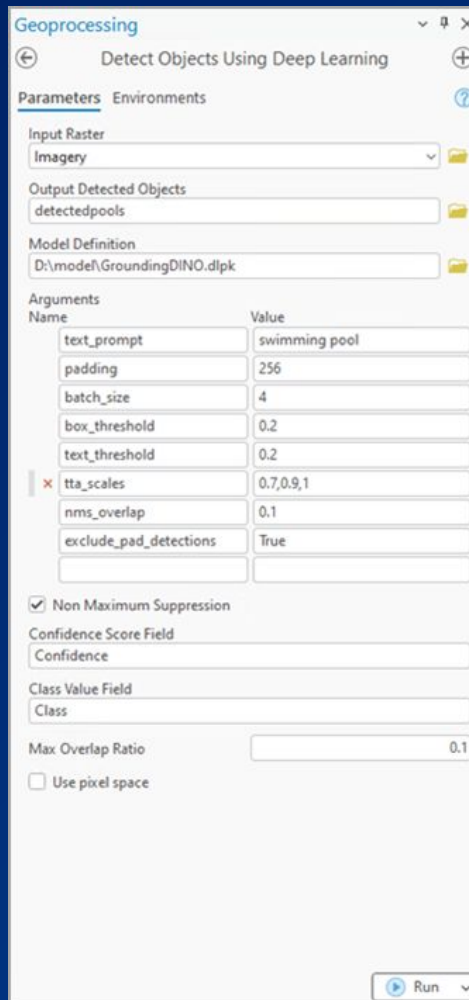 Geoprocessing
Detect Objects Using Deep Learning
Parameters Environments
Input Raster
Imagery
Output Detected Objects
detectedpools
Model Definition
D:\model\GroundingDINO.dlpk
Arguments
Name Value
text_prompt swimming pool
padding 256
batch_size 4
box_threshold 0.2
text_threshold 0.2
tta_scales 0.7,0.9,1
nms_overlap 0.1
exclude_pad_detections True
Non Maximum Suppression
Confidence Score Field
Confidence
Class Value Field
Class
Max Overlap Ratio 0.1
Use pixel space
Run